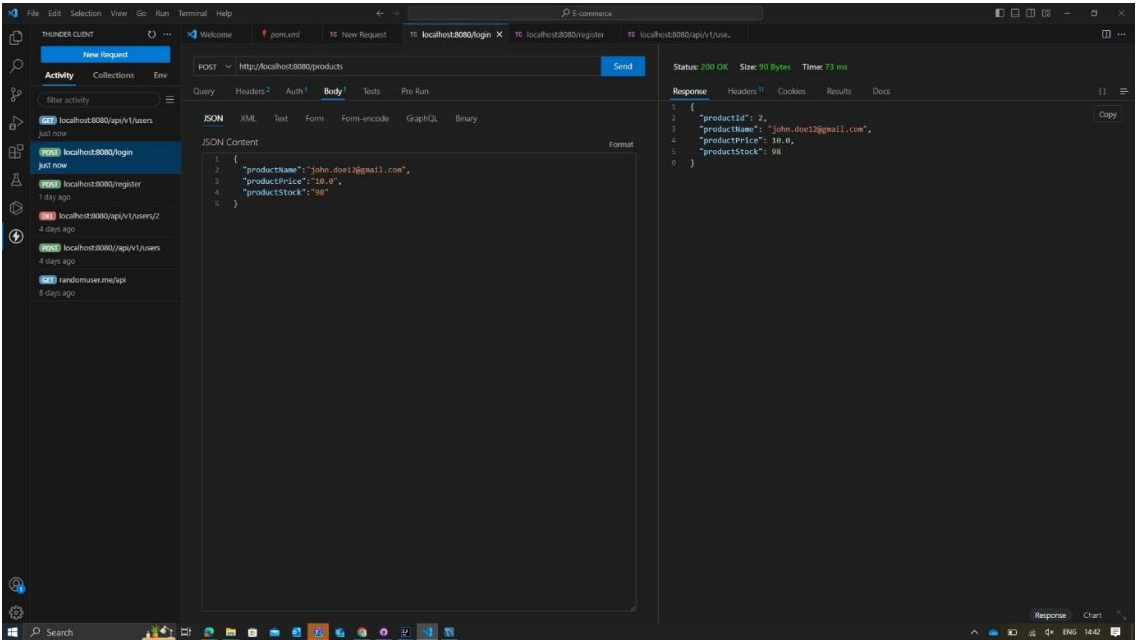 File Edit Selection View Go Run Terminal Help
E-commerce
THUNDER CLIENT
New Request
Activity Collections Env
filter activity
GET localhost:8080/api/v1/users
just now
POST localhost:8080/login
just now
POST localhost:8080/register
1 day ago
DEL localhost:8080/api/v1/users/2
4 days ago
POST localhost:8080//api/v1/users
4 days ago
GET randomuser.me/api
8 days ago
Welcome pom.xml TC New Request TC localhost:8080/login TC localhost:8080/register TC localhost:8080/api/v1/use...
POST http://localhost:8080/products Send
Query Headers 2 Auth 1 Body 1 Tests Pre Run
JSON XML Text Form Form-encode GraphQL Binary
JSON Content Format
1 {
2 "productName":"john.doe12@gmail.com",
3 "productPrice":"10.0",
4 "productStock":"98"
5 }
Status: 200 OK Size: 90 Bytes Time: 73 ms
Response Headers 11 Cookies Results Docs
{} 
Copy
1 {
2 "productId": 2,
3 "productName": "john.doe12@gmail.com",
4 "productPrice": 10.0,
5 "productStock": 98
6 }
Response Chart
1
Search
ENG 14:42